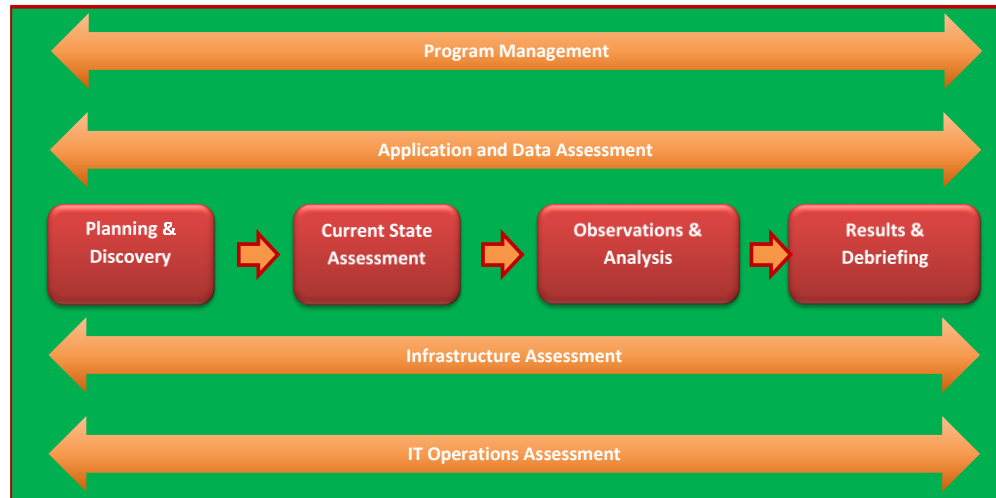 Program Management
Application and Data Assessment
Planning &
Discovery
Current State
Assessment
Observations &
Analysis
Results &
Debriefing
Infrastructure Assessment
IT Operations Assessment